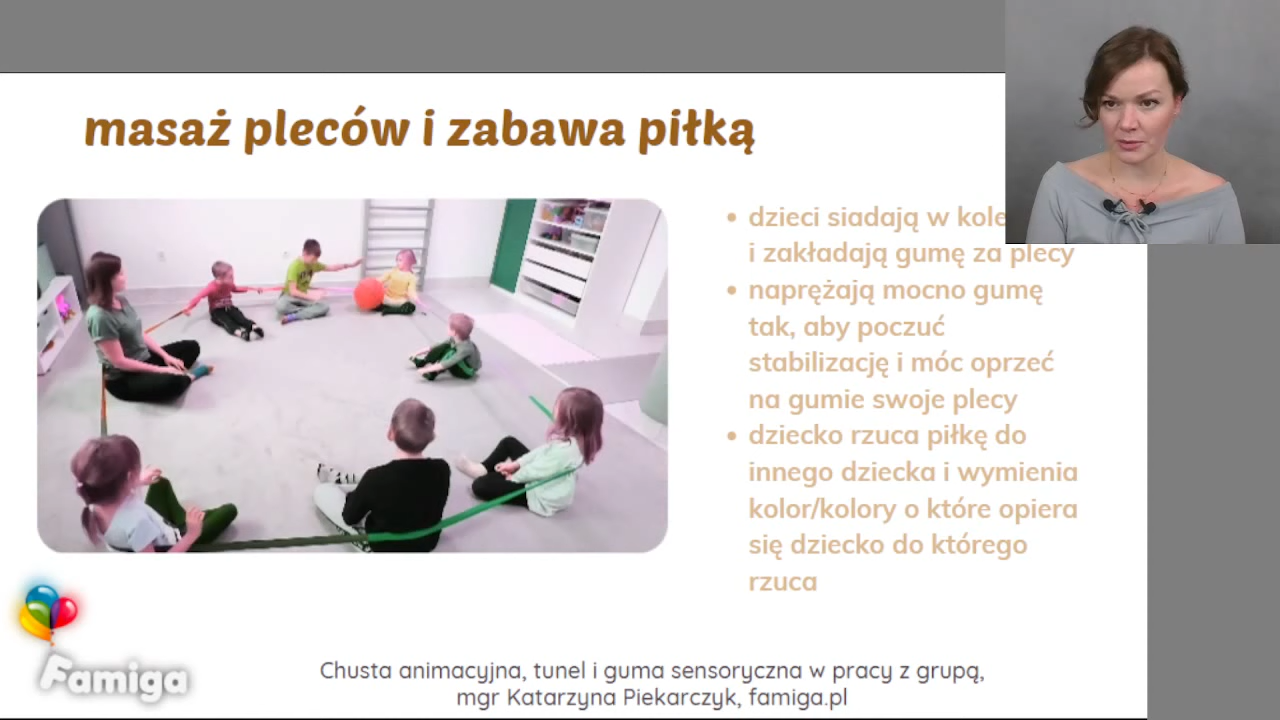 masaż pleców i zabawa piłką
dzieci siadają w kole
i zakładają gumę za plecy
naprężają mocno gumę
tak, aby poczuć
stabilizację i móc oprzeć
na gumie swoje plecy
dziecko rzuca piłkę do
innego dziecka i wymienia
kolor/kolory o które opiera
się dziecko do którego
rzuca
Famiga
Chusta animacyjna, tunel i guma sensoryczna w pracy z grupą,
mgr Katarzyna Piekarczyk, famiga.pl